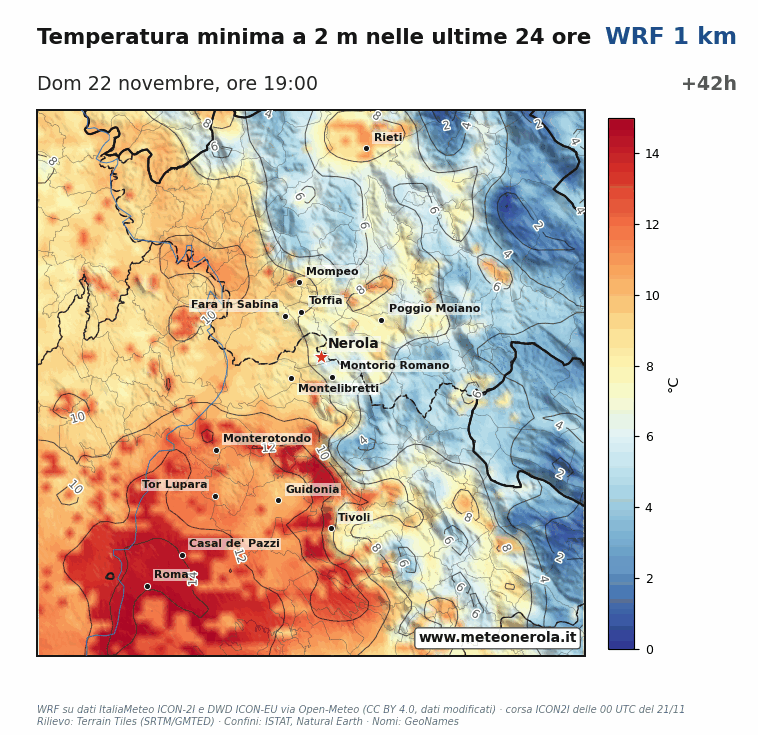 Temperatura minima a 2 m nelle ultime 24 ore WRF 1 km
Dom 22 novembre, ore 19:00 +42h
Rieti
Mompeo
Fara in Sabina
Toffia
Poggio Moiano
Nerola
Montorio Romano
Montelibretti
Monterotondo
Tor Lupara
Guidonia
Tivoli
Casal de' Pazzi
Roma
www.meteonerola.it
14
12
10
8
6
4
2
0
°C
WRF su dati ItaliaMeteo ICON-2I e DWD ICON-EU via Open-Meteo (CC BY 4.0, dati modificati) · corsa ICON2I delle 00 UTC del 21/11
Rilievo: Terrain Tiles (SRTM/GMTED) · Confini: ISTAT, Natural Earth · Nomi: GeoNames